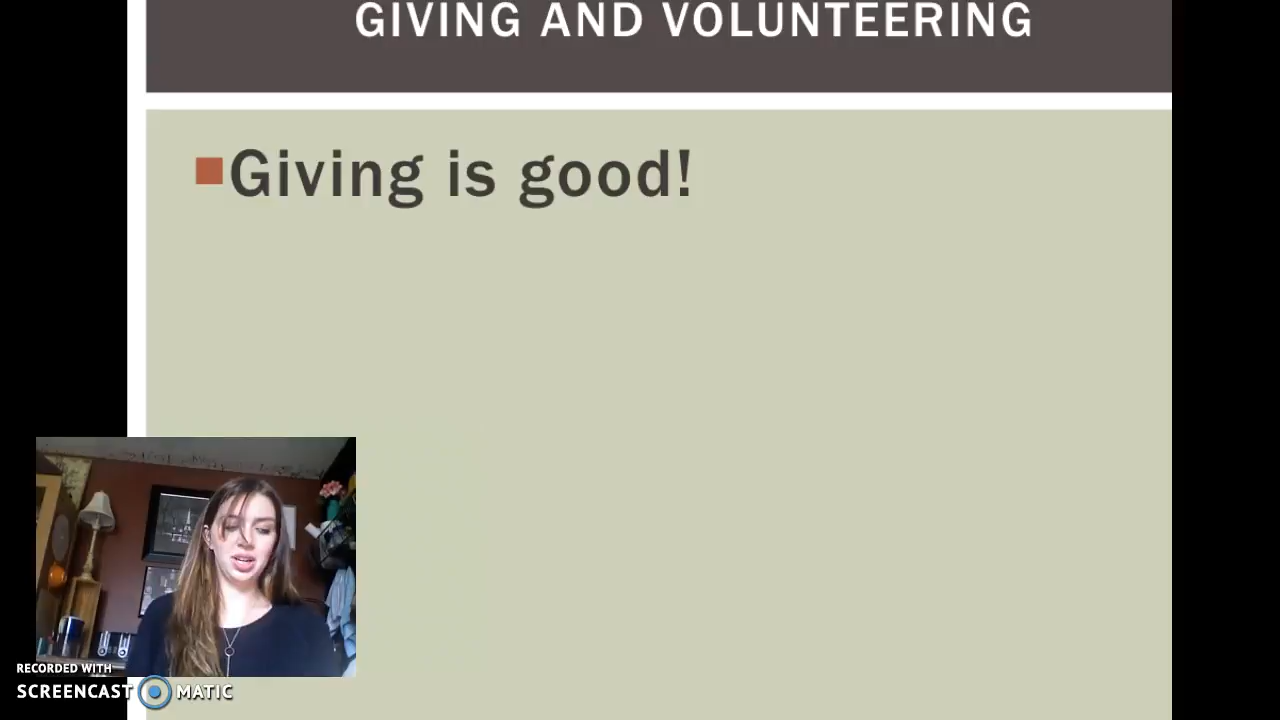 GIVING AND VOLUNTEERING
Giving is good!
RECORDED WITH
SCREENCAST MATIC